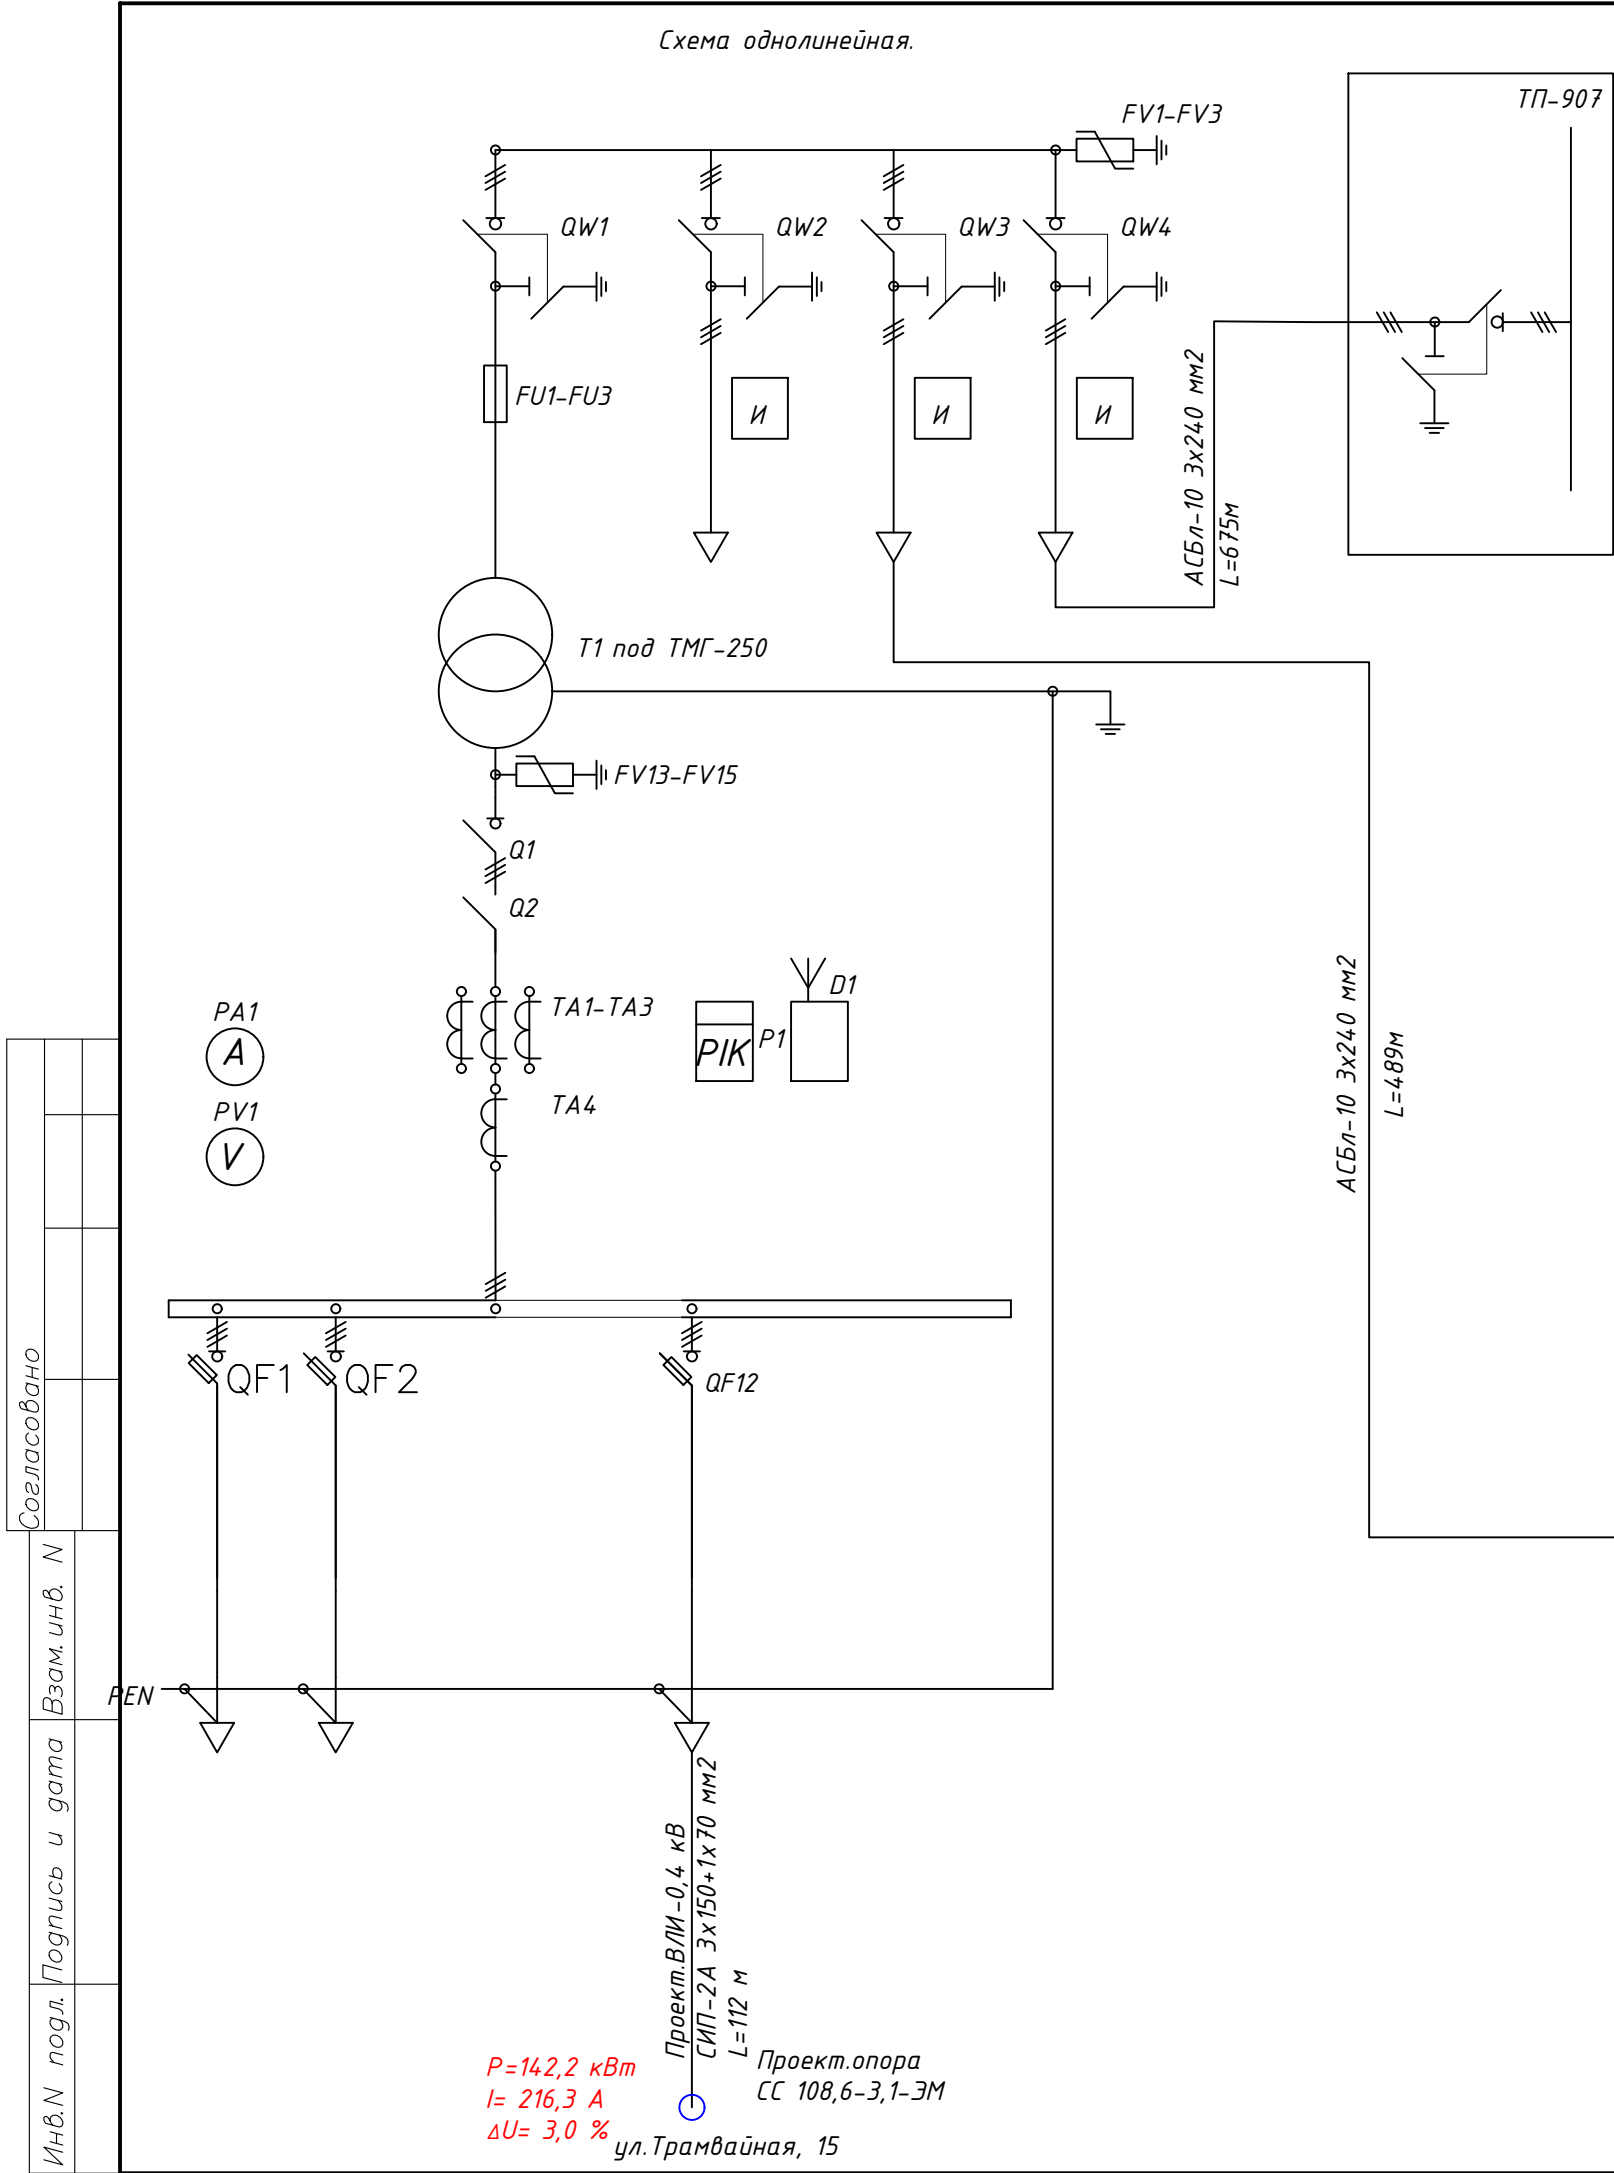 Схема однолинейная.
ТП-907
FV1-FV3
QW1
QW2
QW3
QW4
FU1-FU3
И
И
И
АСБл-10 3х240 мм2
L=675м
Т1 под ТМГ-250
FV13-FV15
Q1
Q2
PA1
A
TA1-TA3
PIK
P1
D1
PV1
V
TA4
АСБл-10 3х240 мм2
L=489м
QF1
QF2
QF12
PEN
Проект.ВЛИ-0,4 кВ
СИП-2А 3х150+1х70 мм2
L=112 м
P=142,2 кВт
I= 216,3 А
ΔU= 3,0 %
Проект.опора
СС 108,6-3,1-ЭМ
ул.Трамвайная, 15
Согласовано
Взам.инв. N
Подпись и дата
Инв.N подл.